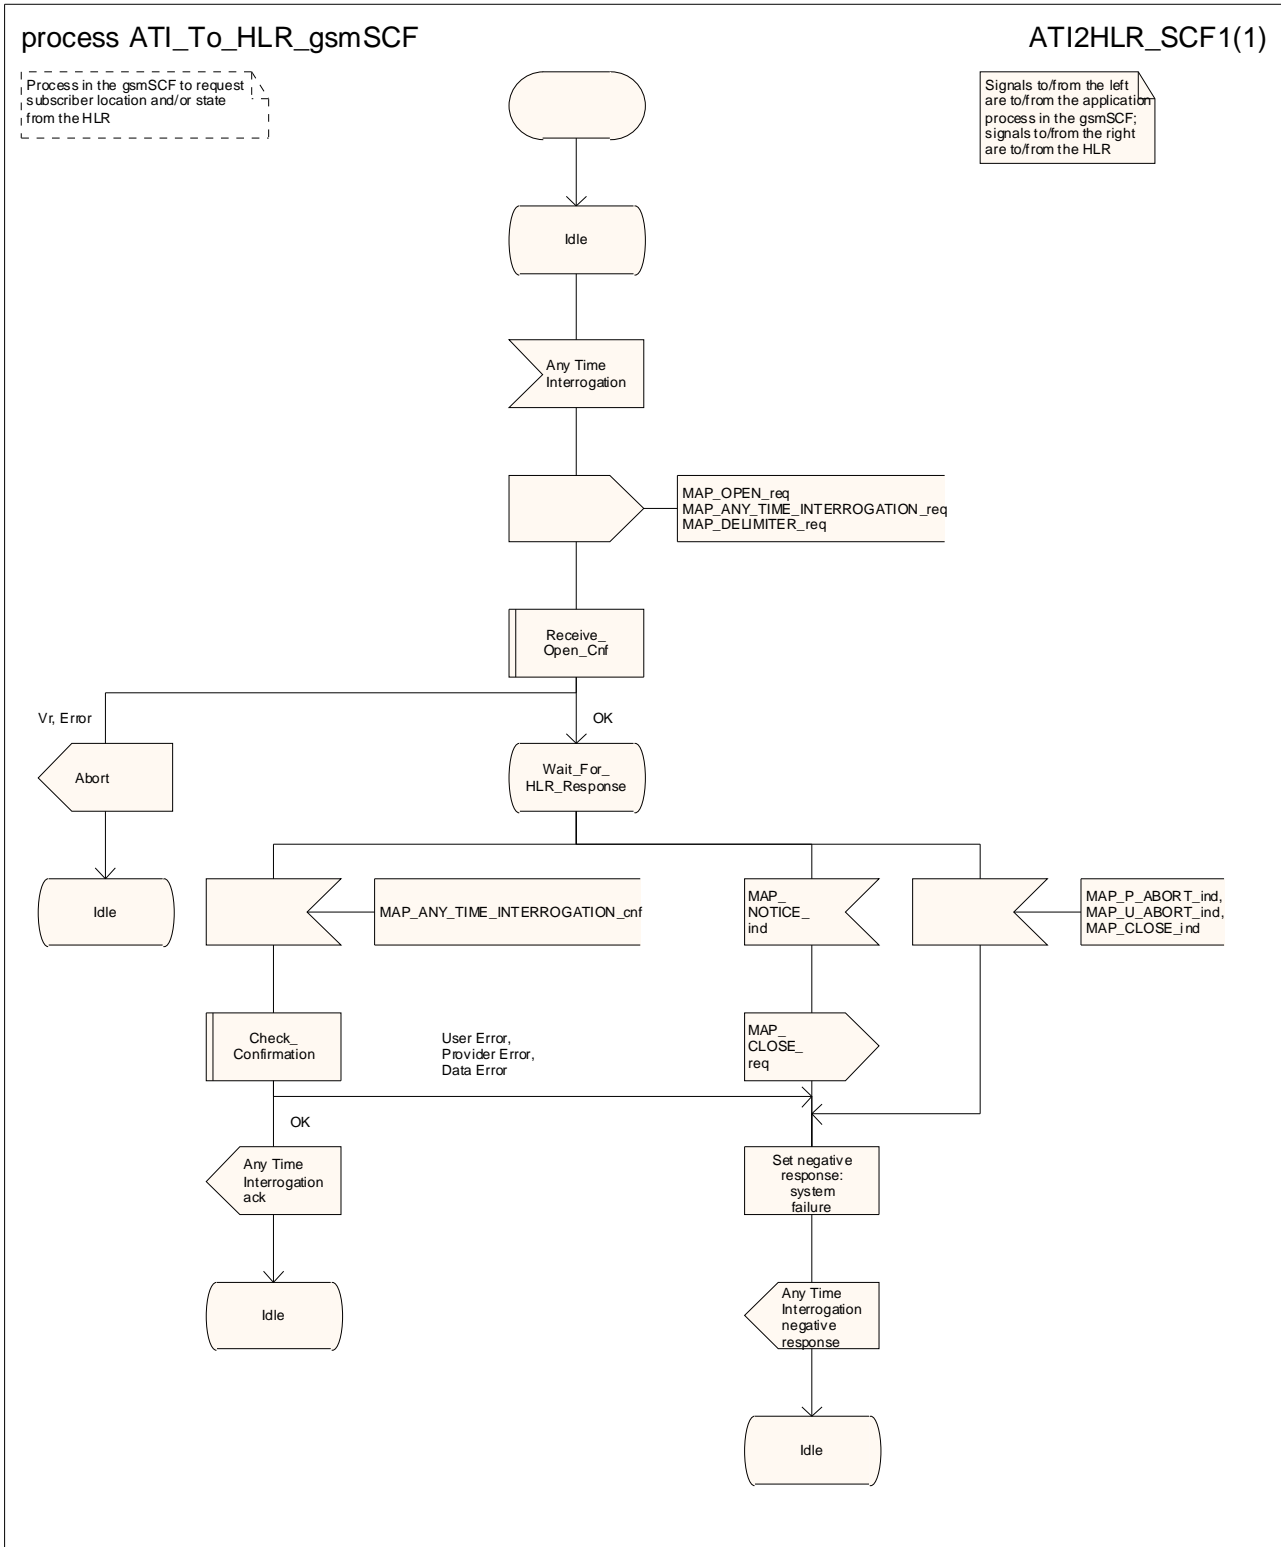 process ATI_To_HLR_gsmSCF
ATI2HLR_SCF1(1)
Process in the gsmSCF to request
subscriber location and/or state
from the HLR
Signals to/from the left
are to/from the application
process in the gsmSCF;
signals to/from the right
are to/from the HLR
Idle
Any Time
Interrogation
MAP_OPEN_req
MAP_ANY_TIME_INTERROGATION_req
MAP_DELIMITER_req
Receive_
Open_Cnf
Vr, Error
OK
Abort
Wait_For_
HLR_Response
Idle
MAP_ANY_TIME_INTERROGATION_cnf
MAP_
NOTICE_
ind
MAP_P_ABORT_ind,
MAP_U_ABORT_ind,
MAP_CLOSE_ind
Check_
Confirmation
User Error,
Provider Error,
Data Error
MAP_
CLOSE_
req
OK
Any Time
Interrogation
ack
Set negative
response:
system
failure
Idle
Any Time
Interrogation
negative
response
Idle